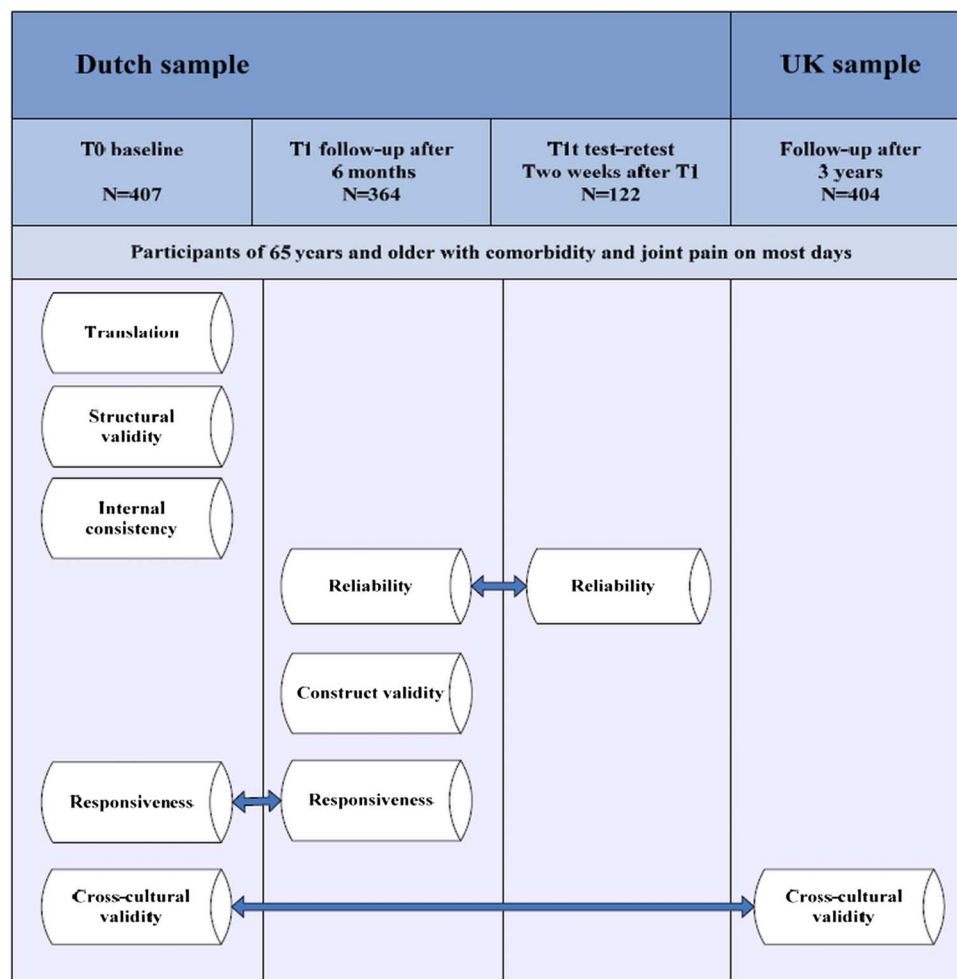 Dutch sample
UK sample
T0 baseline
N=407
T1 follow-up after
6 months
N=364
T1t test-retest
Two weeks after T1
N=122
Follow-up after
3 years
N=404
Participants of 65 years and older with comorbidity and joint pain on most days
Translation
Structural
validity
Internal
consistency
Reliability
Reliability
Construct validity
Responsiveness
Responsiveness
Cross-cultural
validity
Cross-cultural
validity